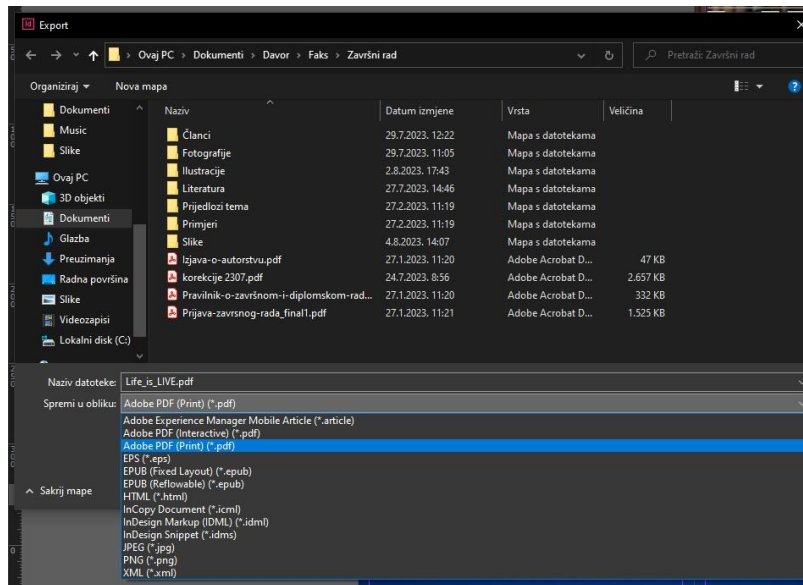 Id Export
Ovaj PC > Dokumenti > Davor > Faks > Završni rad
Pretraži: Završni rad
Organiziraj Nova mapa
Naziv Datum izmjene Vrsta Veličina
Dokumenti
Music
Slike
Ovaj PC
3D objekti
Dokumenti
Glazba
Preuzimanja
Radna površina
Slike
Videozapisi
Lokalni disk (C:)
Članci 29.7.2023. 12:22 Mapa s datotekama
Fotografije 29.7.2023. 11:05 Mapa s datotekama
Ilustracije 2.8.2023. 17:43 Mapa s datotekama
Literatura 27.7.2023. 14:46 Mapa s datotekama
Prijedlozi tema 27.2.2023. 11:19 Mapa s datotekama
Primjeri 27.2.2023. 11:19 Mapa s datotekama
Slike 4.8.2023. 14:07 Mapa s datotekama
Izjava-o-autorstvu.pdf 27.1.2023. 11:20 Adobe Acrobat D... 47 KB
korekcije 2307.pdf 24.7.2023. 8:56 Adobe Acrobat D... 2.657 KB
Pravilnik-o-završnom-i-diplomskom-rad... 27.1.2023. 11:20 Adobe Acrobat D... 332 KB
Prijava-zavrsnog-rada_final1.pdf 27.1.2023. 11:21 Adobe Acrobat D... 1.525 KB
Naziv datoteke: Life_is_LIVE.pdf
Spremi u obliku: Adobe PDF (Print) (*.pdf)
Adobe Experience Manager Mobile Article (*.article)
Adobe PDF (Interactive) (*.pdf)
Adobe PDF (Print) (*.pdf)
EPS (*.eps)
EPUB (Fixed Layout) (*.epub)
EPUB (Reflowable) (*.epub)
HTML (*.html)
InCopy Document (*.icml)
InDesign Markup (IDML) (*.idml)
InDesign Snippet (*.idms)
JPEG (*.jpg)
PNG (*.png)
XML (*.xml)
Sakrij mape